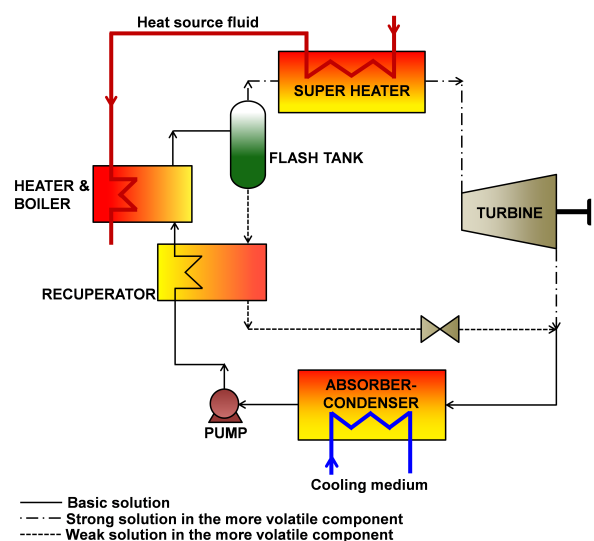 Heat source fluid
SUPER HEATER
FLASH TANK
HEATER &
BOILER
TURBINE
RECUPERATOR
ABSORBER-
CONDENSER
PUMP
Cooling medium
Basic solution
Strong solution in the more volatile component
Weak solution in the more volatile component